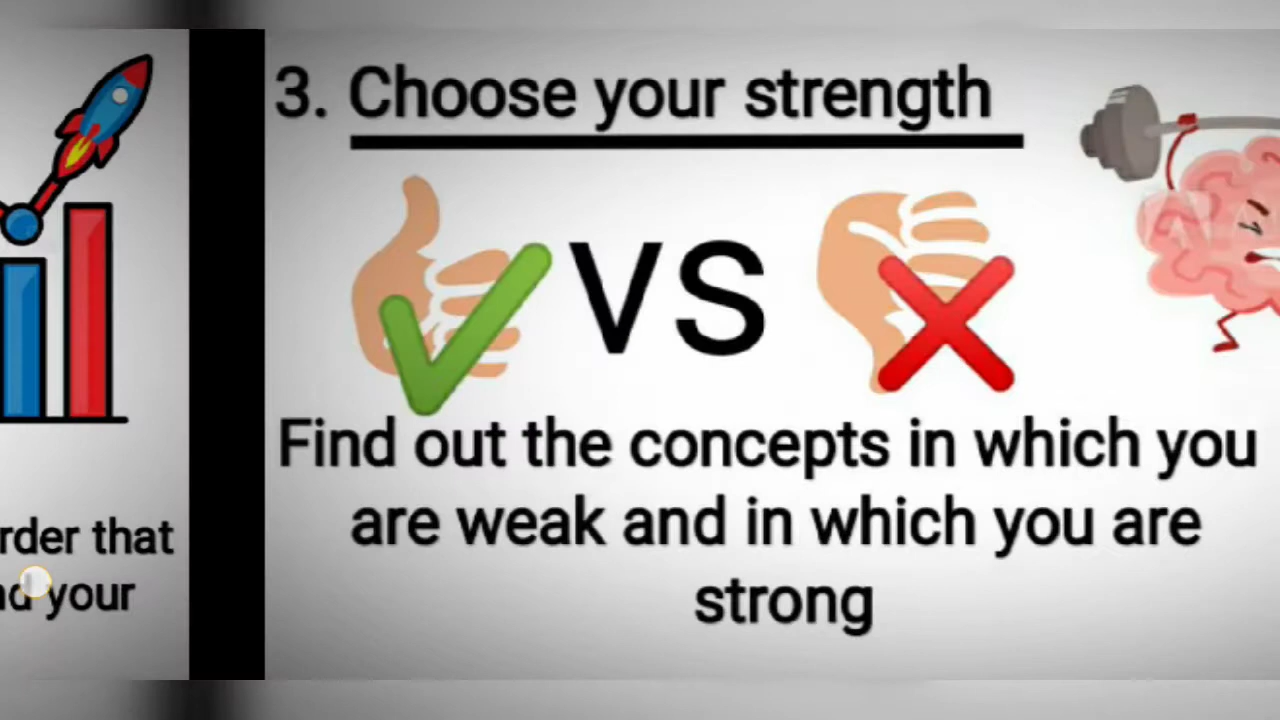 3. Choose your strength
VS
Find out the concepts in which you
are weak and in which you are
strong
rder that
your